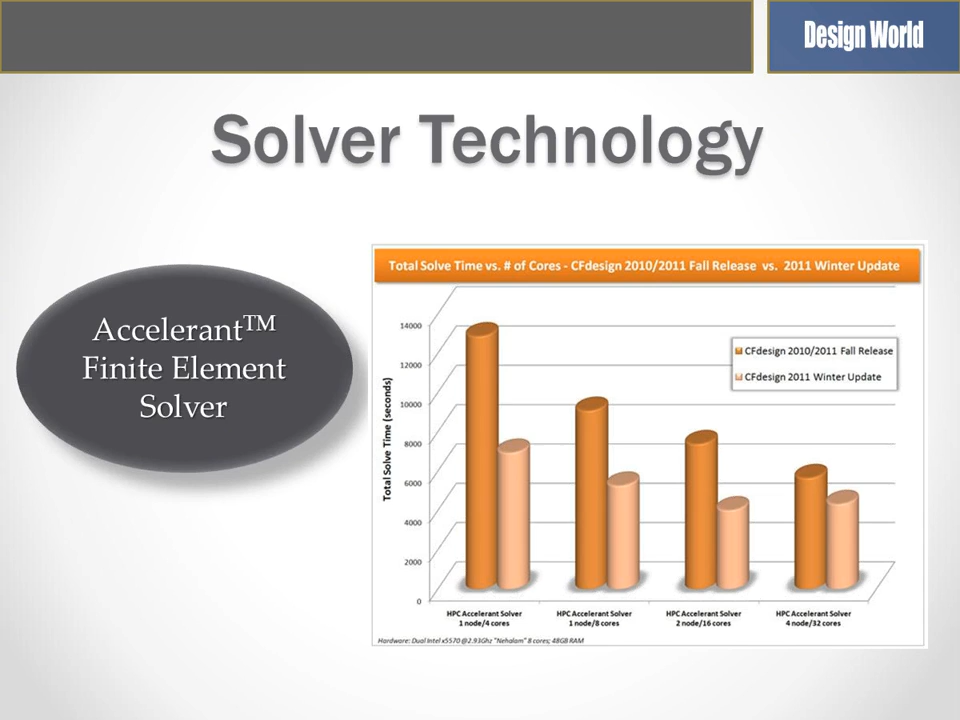 Design World
Solver Technology
Accelerant™
Finite Element
Solver
Total Solve Time vs. # of Cores - CFdesign 2010/2011 Fall Release vs. 2011 Winter Update
Total Solve Time (seconds)
14000
12000
10000
8000
6000
4000
2000
0
CFdesign 2010/2011 Fall Release
CFdesign 2011 Winter Update
HPC Accelerant Solver
1 node/4 cores
HPC Accelerant Solver
1 node/8 cores
HPC Accelerant Solver
2 node/16 cores
HPC Accelerant Solver
4 node/32 cores
Hardware: Dual Intel x5570 @2.93Ghz "Nehalam" 8 cores; 48GB RAM